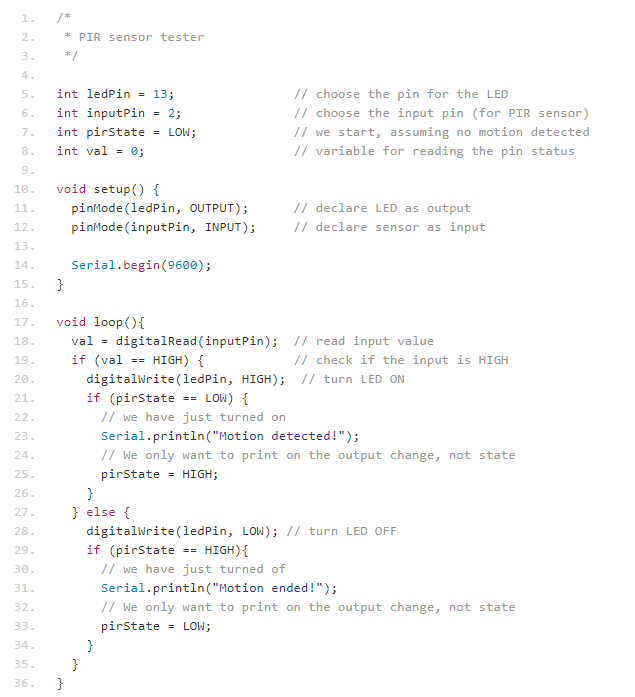 1. /*
2.  * PIR sensor tester
3.  */
4.
5. int ledPin = 13;                // choose the pin for the LED
6. int inputPin = 2;               // choose the input pin (for PIR sensor)
7. int pirState = LOW;             // we start, assuming no motion detected
8. int val = 0;                    // variable for reading the pin status
9.
10. void setup() {
11.   pinMode(ledPin, OUTPUT);      // declare LED as output
12.   pinMode(inputPin, INPUT);     // declare sensor as input
13.
14.   Serial.begin(9600);
15. }
16.
17. void loop(){
18.   val = digitalRead(inputPin);  // read input value
19.   if (val == HIGH) {            // check if the input is HIGH
20.     digitalWrite(ledPin, HIGH);  // turn LED ON
21.     if (pirState == LOW) {
22.       // we have just turned on
23.       Serial.println("Motion detected!");
24.       // We only want to print on the output change, not state
25.       pirState = HIGH;
26.     }
27.   } else {
28.     digitalWrite(ledPin, LOW); // turn LED OFF
29.     if (pirState == HIGH){
30.       // we have just turned of
31.       Serial.println("Motion ended!");
32.       // We only want to print on the output change, not state
33.       pirState = LOW;
34.     }
35.   }
36. }